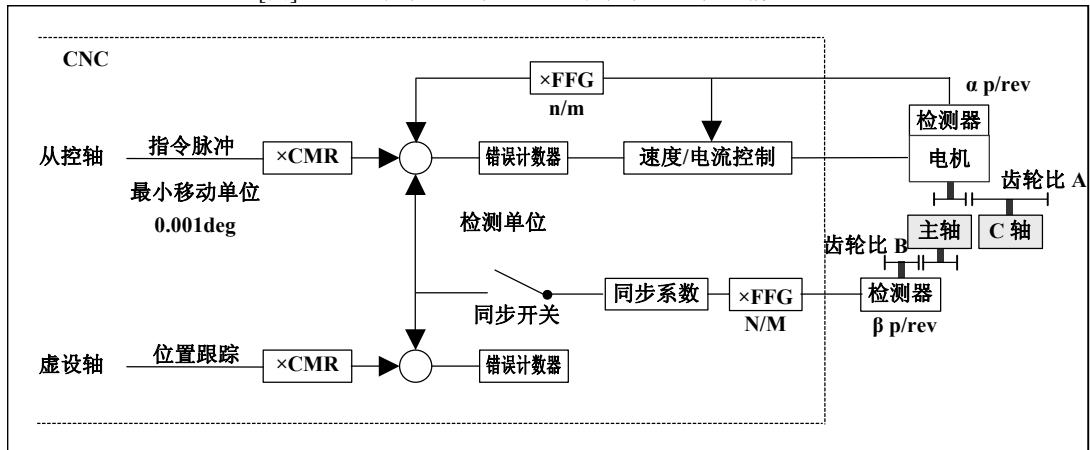 CNC
×FFG
n/m
α p/rev
检测器
电机
从控轴
指令脉冲
×CMR
错误计数器
速度/电流控制
最小移动单位
0.001deg
检测单位
齿轮比 A
主轴
C 轴
齿轮比 B
同步开关
同步系数
×FFG
N/M
检测器
β p/rev
虚设轴
位置跟踪
×CMR
错误计数器